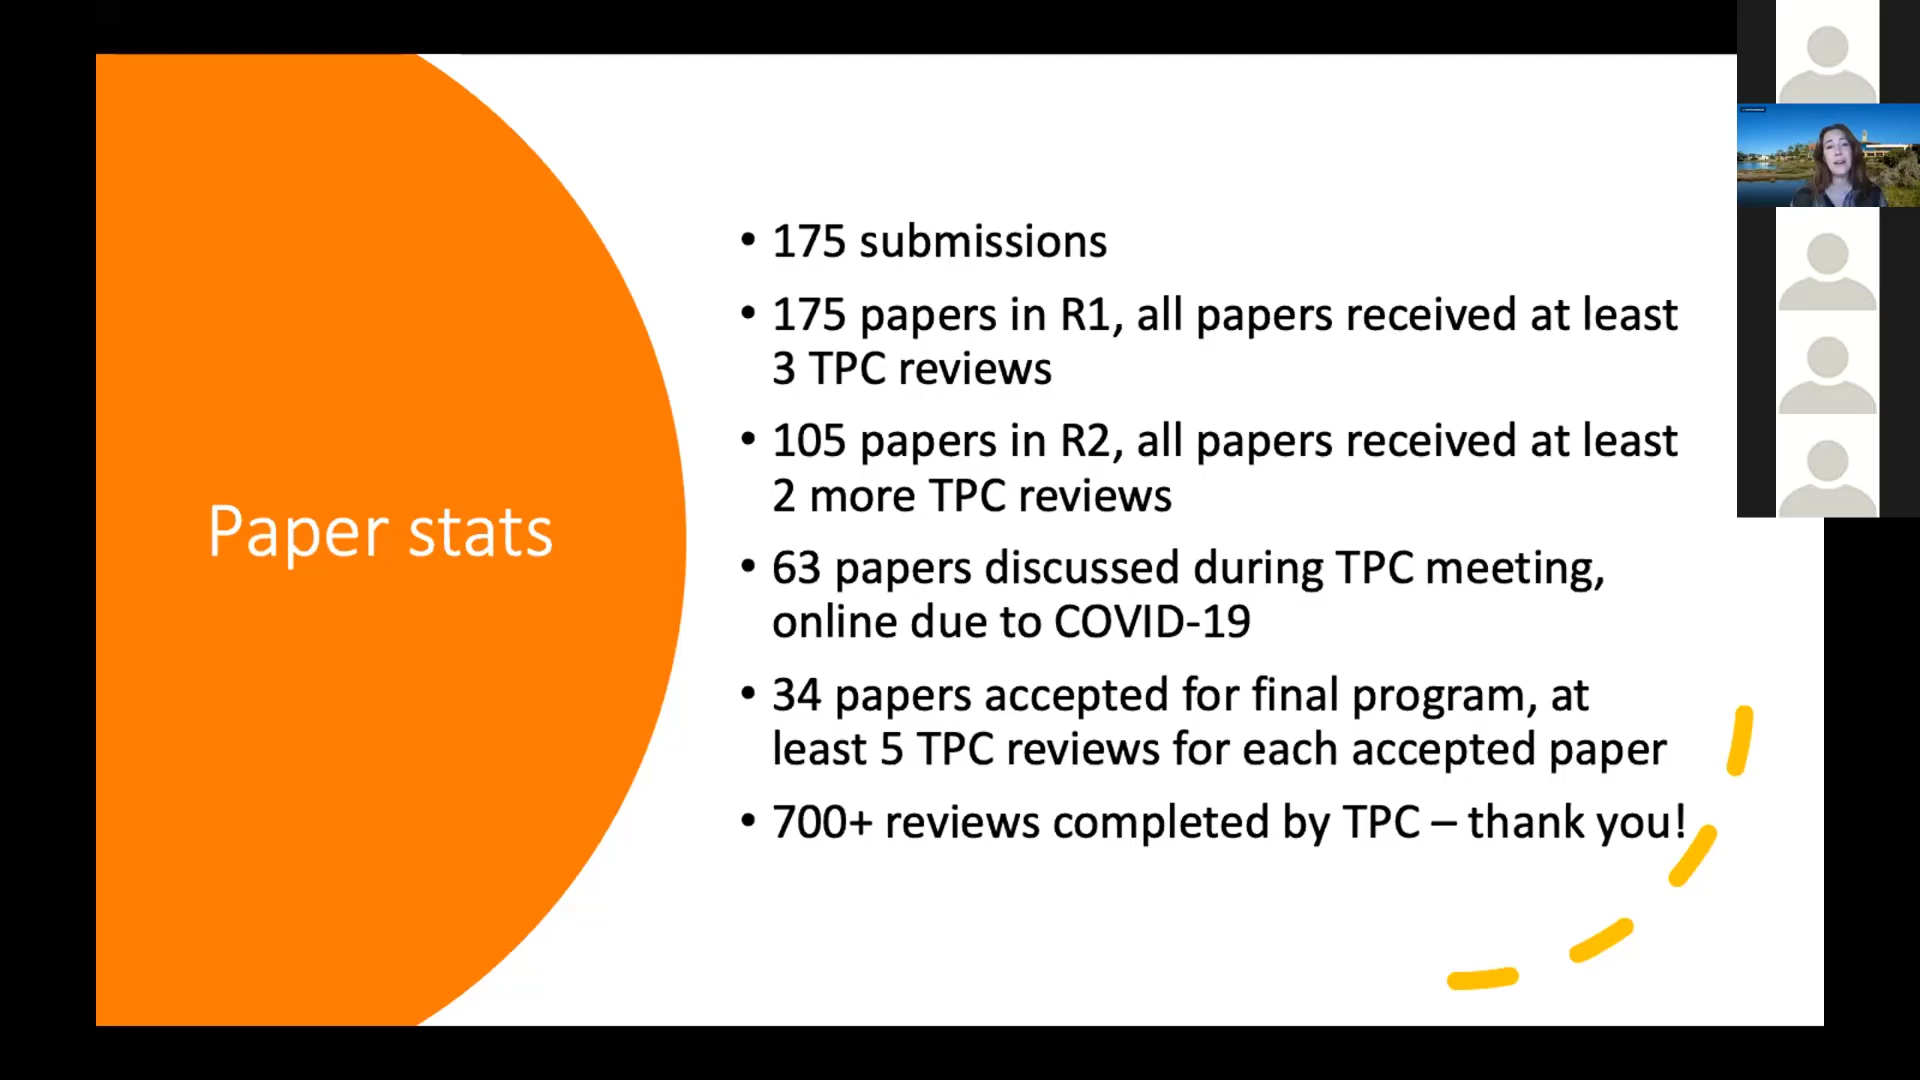 Paper stats
• 175 submissions
• 175 papers in R1, all papers received at least
3 TPC reviews
• 105 papers in R2, all papers received at least
2 more TPC reviews
• 63 papers discussed during TPC meeting,
online due to COVID-19
• 34 papers accepted for final program, at
least 5 TPC reviews for each accepted paper
• 700+ reviews completed by TPC – thank you!